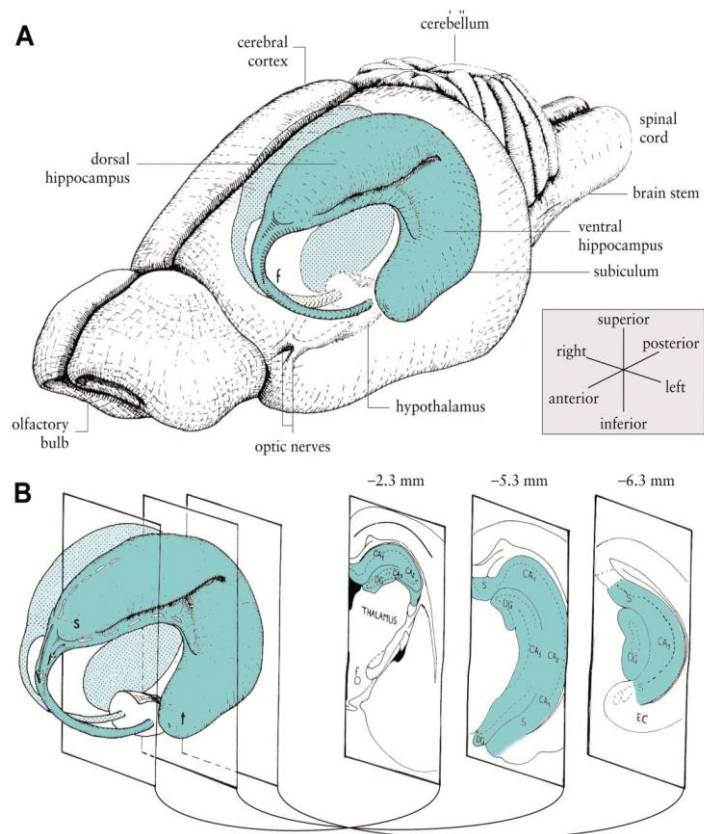 A
cerebellum
cerebral
cortex
spinal
cord
dorsal
hippocampus
brain stem
ventral
hippocampus
subiculum
f
superior
posterior
right
left
anterior
inferior
hypothalamus
olfactory
bulb
optic nerves
B
−2.3 mm
−5.3 mm
−6.3 mm
S
t
CA1
CA2
DG
THALAMUS
S
CA1
DG
CA3
CA2
CA1
S
DG
S
DG
CA1
S
EC